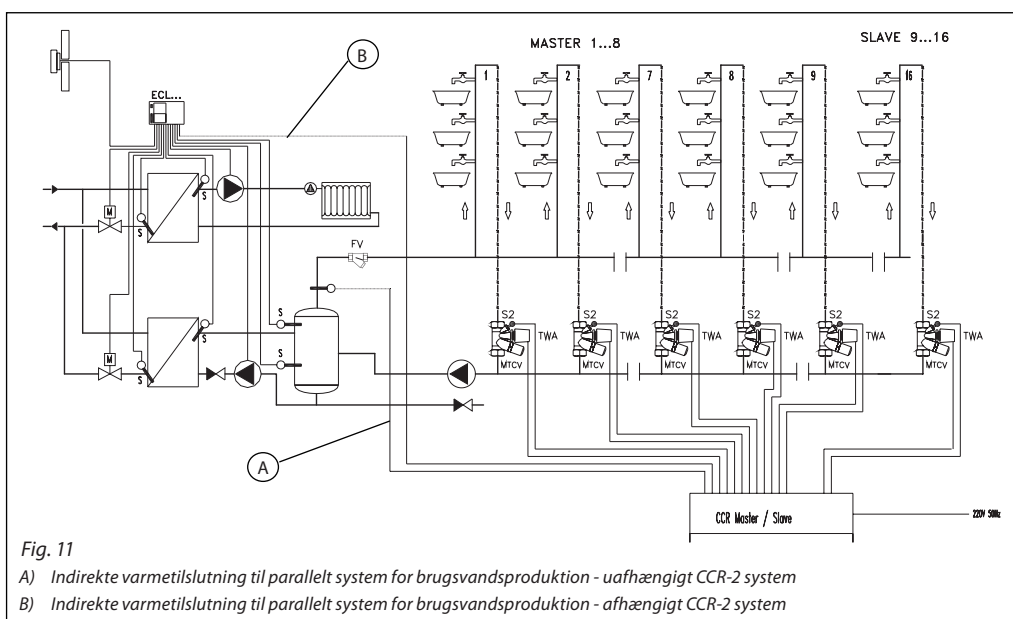 MASTER 1...8
SLAVE 9...16
B
ECL...
1
2
7
8
9
16
M
S
S
FV
S2
S2
S2
S2
S2
S2
S
S
TWA
TWA
TWA
TWA
TWA
TWA
M
S
S
MTCV
MTCV
MTCV
MTCV
MTCV
MTCV
A
CCR Master / Slave
220V 50Hz
Fig. 11
A) Indirekte varmetilslutning til parallelt system for brugsvandsproduktion - uafhængigt CCR-2 system
B) Indirekte varmetilslutning til parallelt system for brugsvandsproduktion - afhængigt CCR-2 system